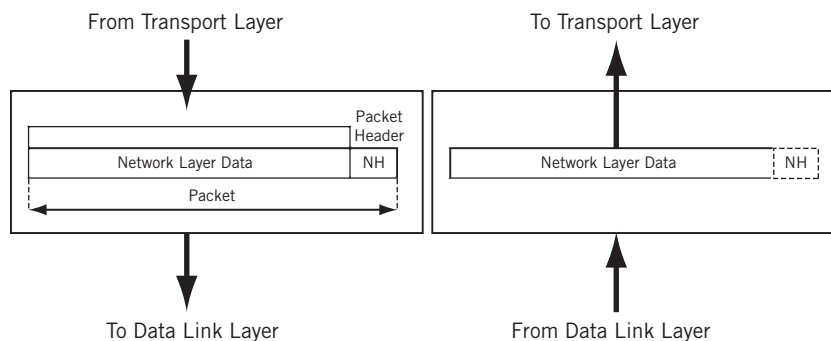 From Transport Layer
To Transport Layer
Packet
Header
Network Layer Data
NH
Packet
Network Layer Data
NH
To Data Link Layer
From Data Link Layer